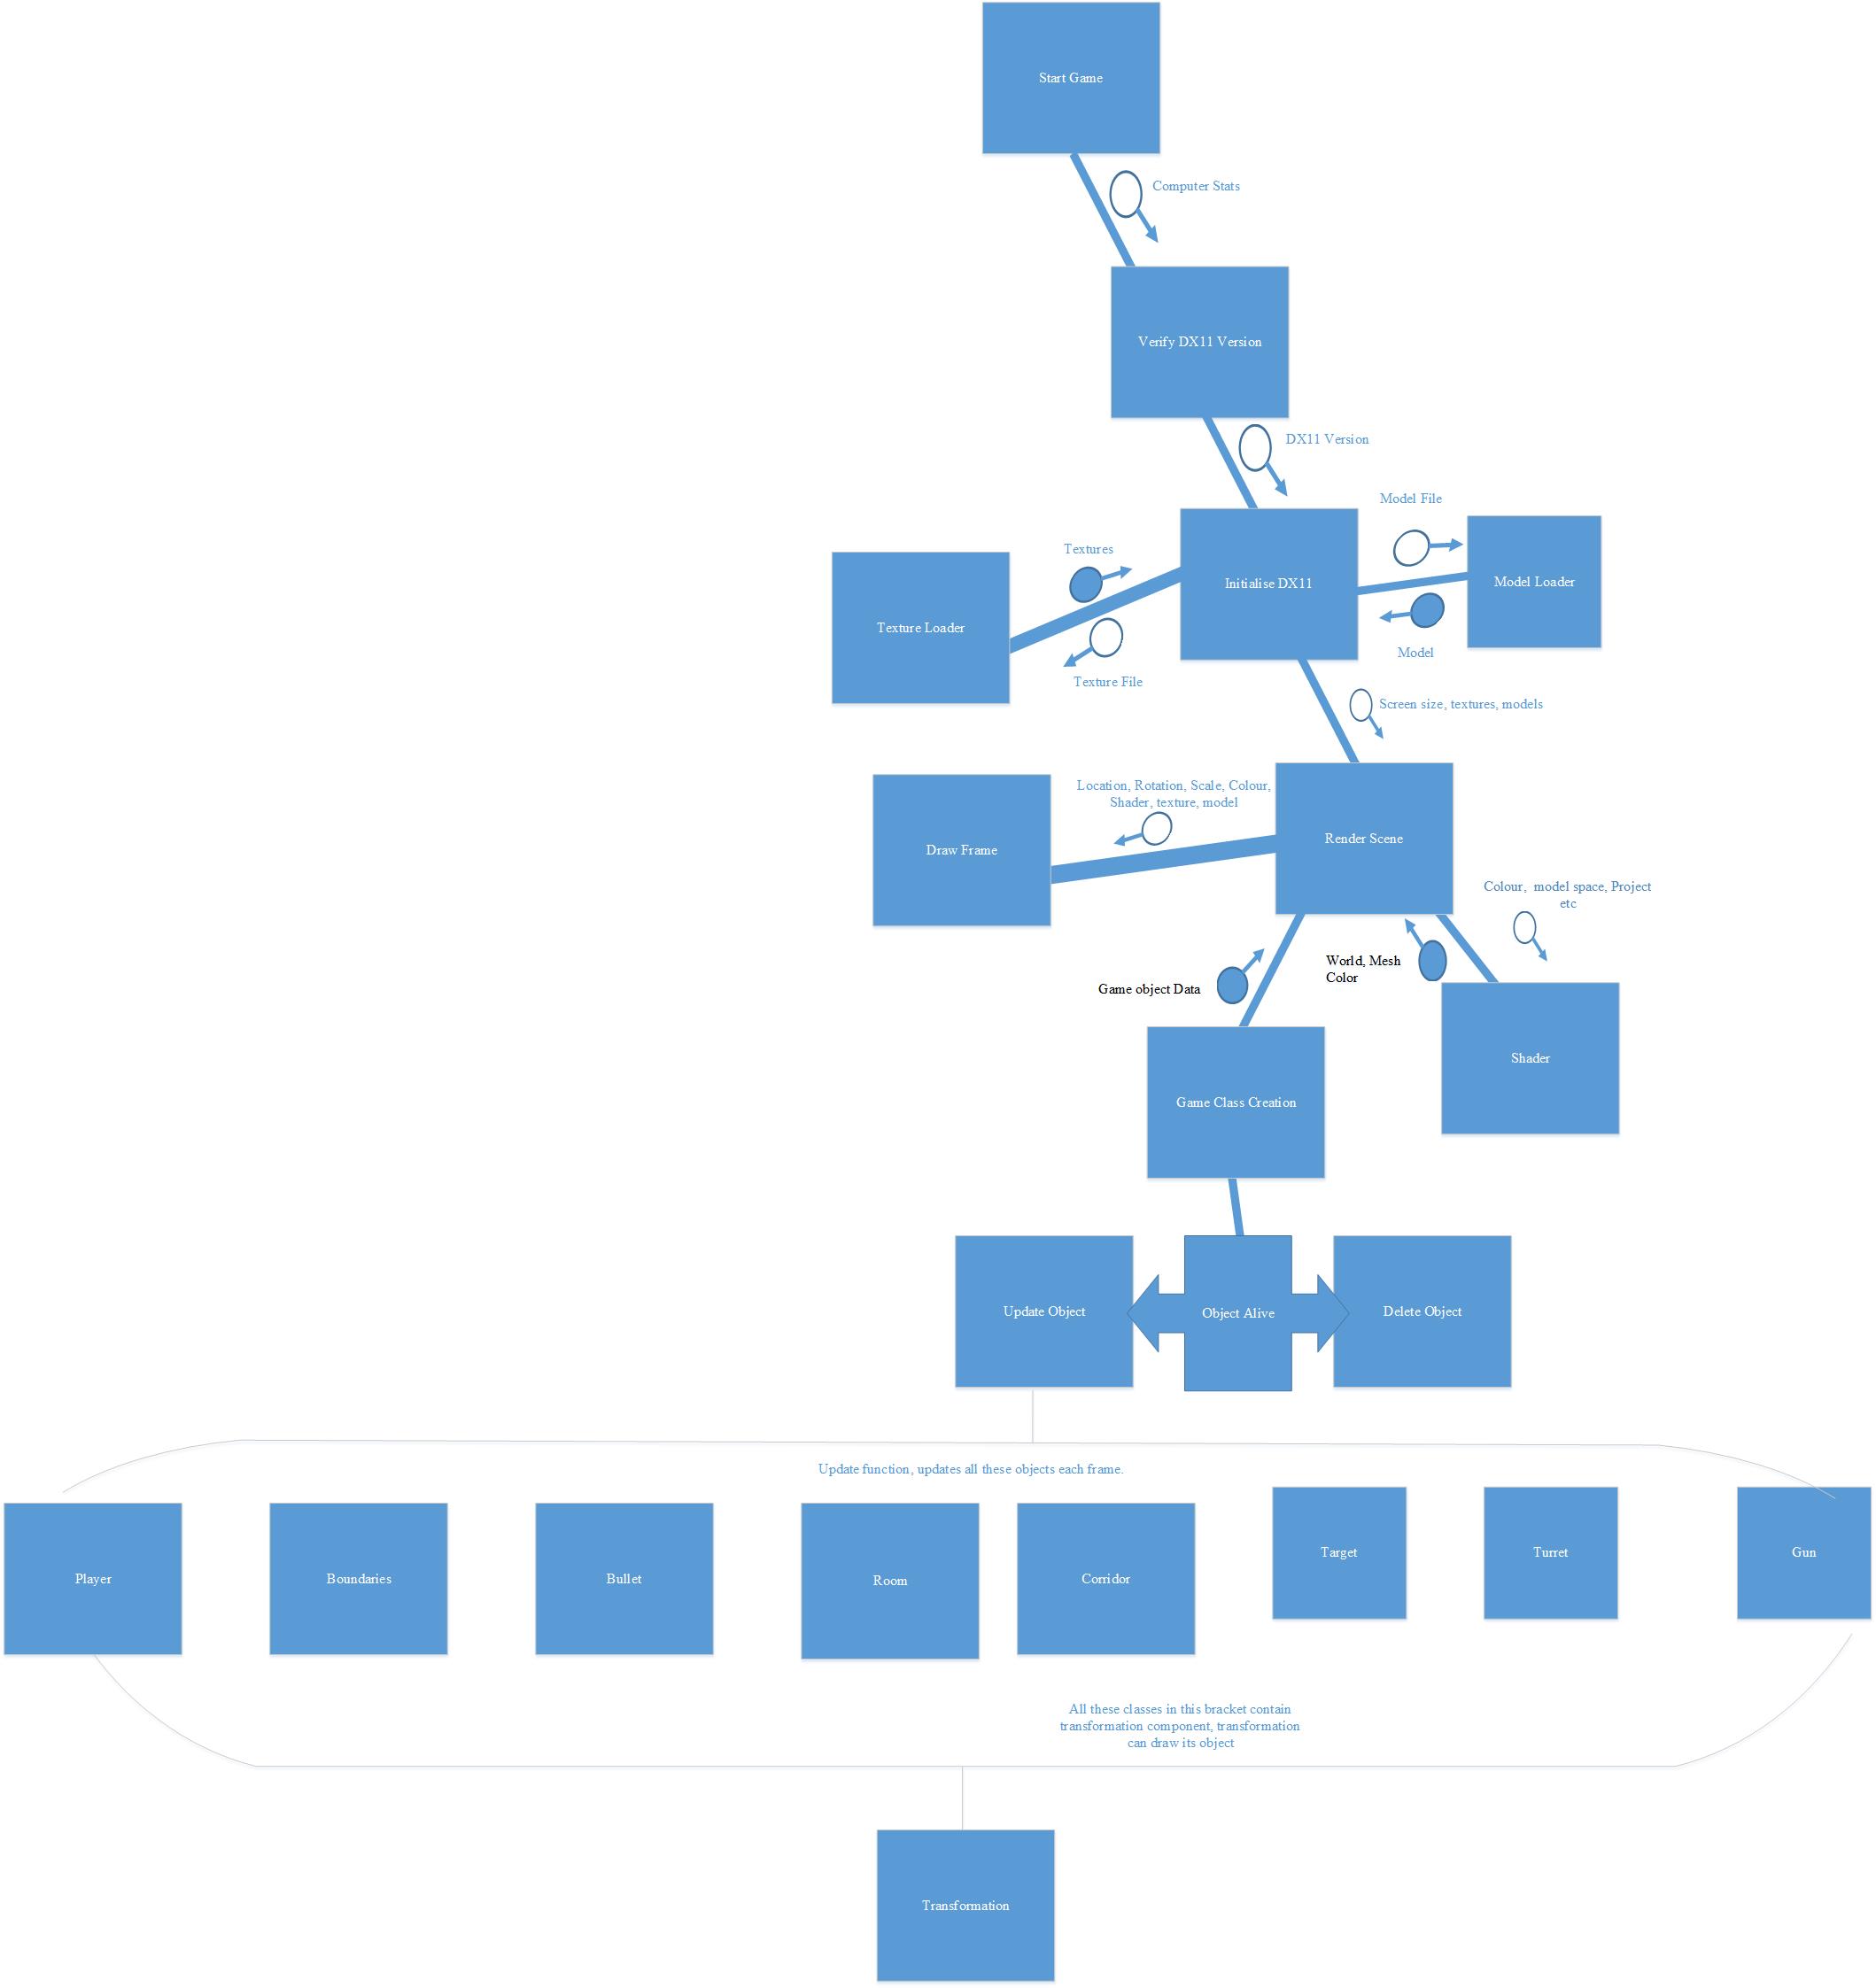 Start Game
Computer Stats
Verify DX11 Version
DX11 Version
Model File
Textures
Initialise DX11
Model Loader
Texture Loader
Model
Texture File
Screen size, textures, models
Location, Rotation, Scale, Colour,
Shader, texture, model
Render Scene
Draw Frame
Colour,  model space, Project
etc
World, Mesh
Color
Game object Data
Shader
Game Class Creation
Update Object
Object Alive
Delete Object
Update function, updates all these objects each frame.
Player
Boundaries
Bullet
Room
Corridor
Target
Turret
Gun
All these classes in this bracket contain
transformation component, transformation
can draw its object
Transformation